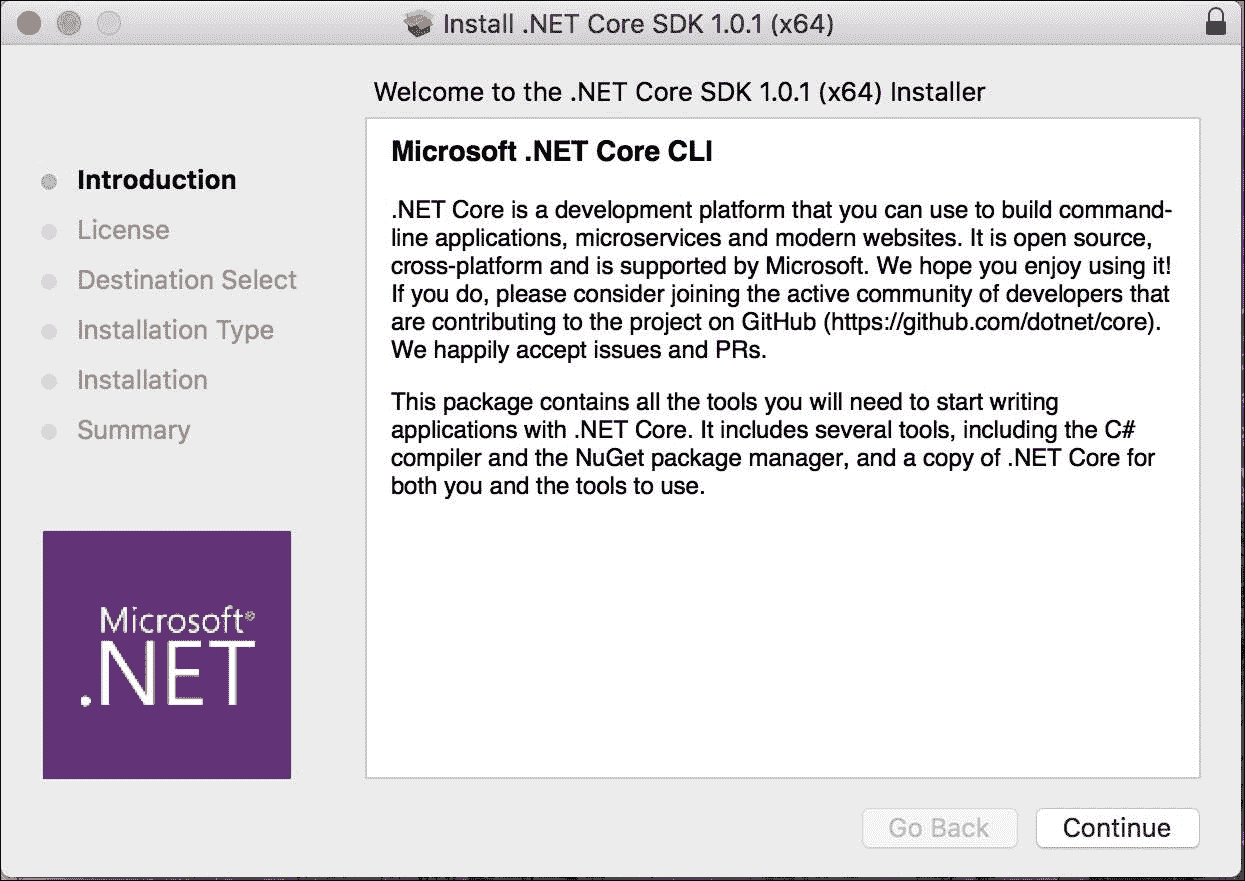 Install .NET Core SDK 1.0.1 (x64)
Welcome to the .NET Core SDK 1.0.1 (x64) Installer
Introduction
License
Destination Select
Installation Type
Installation
Summary
Microsoft .NET Core CLI
.NET Core is a development platform that you can use to build command-
line applications, microservices and modern websites. It is open source,
cross-platform and is supported by Microsoft. We hope you enjoy using it!
If you do, please consider joining the active community of developers that
are contributing to the project on GitHub (https://github.com/dotnet/core).
We happily accept issues and PRs.
This package contains all the tools you will need to start writing
applications with .NET Core. It includes several tools, including the C#
compiler and the NuGet package manager, and a copy of .NET Core for
both you and the tools to use.
Microsoft®
.NET
Go Back
Continue